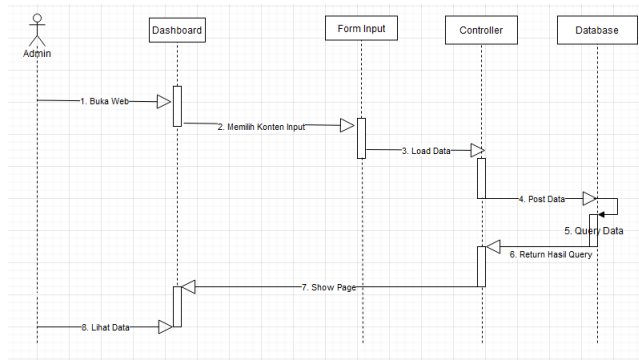 Dashboard
Form Input
Controller
Database
Admin
1. Buka Web
2. Memilih Konten Input
3. Load Data
4. Post Data
5. Query Data
6. Return Hasil Query
7. Show Page
8. Lihat Data